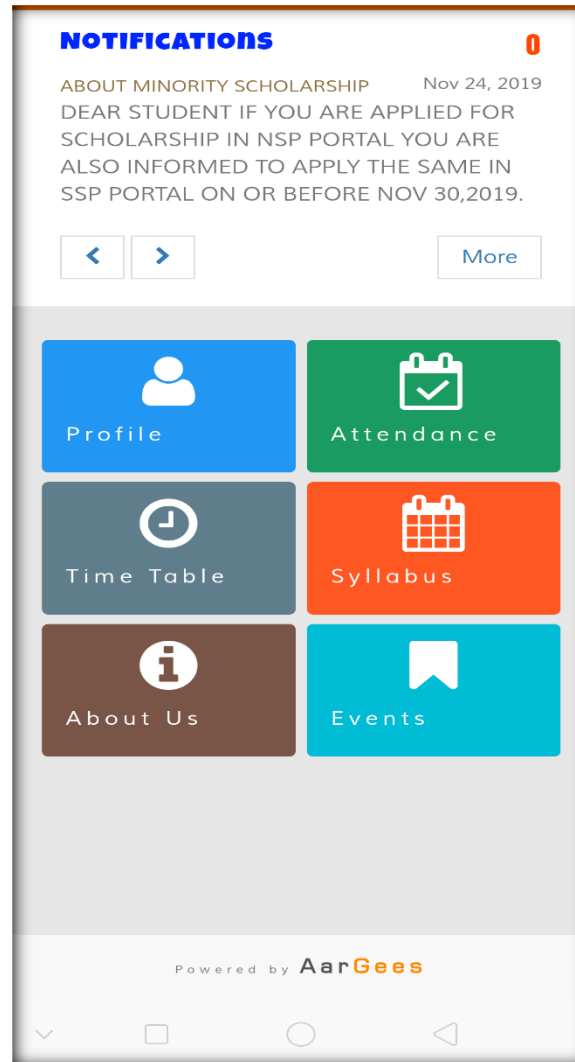 NOTIFICATIONS
0
ABOUT MINORITY SCHOLARSHIP Nov 24, 2019
DEAR STUDENT IF YOU ARE APPLIED FOR
SCHOLARSHIP IN NSP PORTAL YOU ARE
ALSO INFORMED TO APPLY THE SAME IN
SSP PORTAL ON OR BEFORE NOV 30,2019.
More
Profile
Attendance
Time Table
Syllabus
About Us
Events
Powered by AarGees